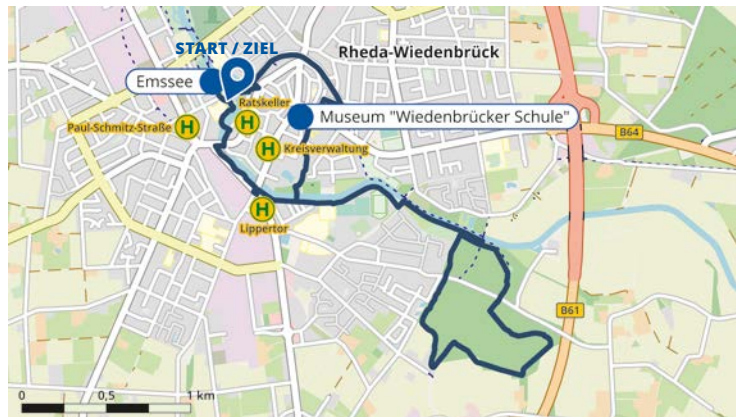 START / ZIEL
Rheda-Wiedenbrück
Emssee
Ratskeller
Museum "Wiedenbrücker Schule"
Paul-Schmitz-Straße
H
H
B64
H
Kreisverwaltung
H
Lippertor
B61
0
0,5
1 km